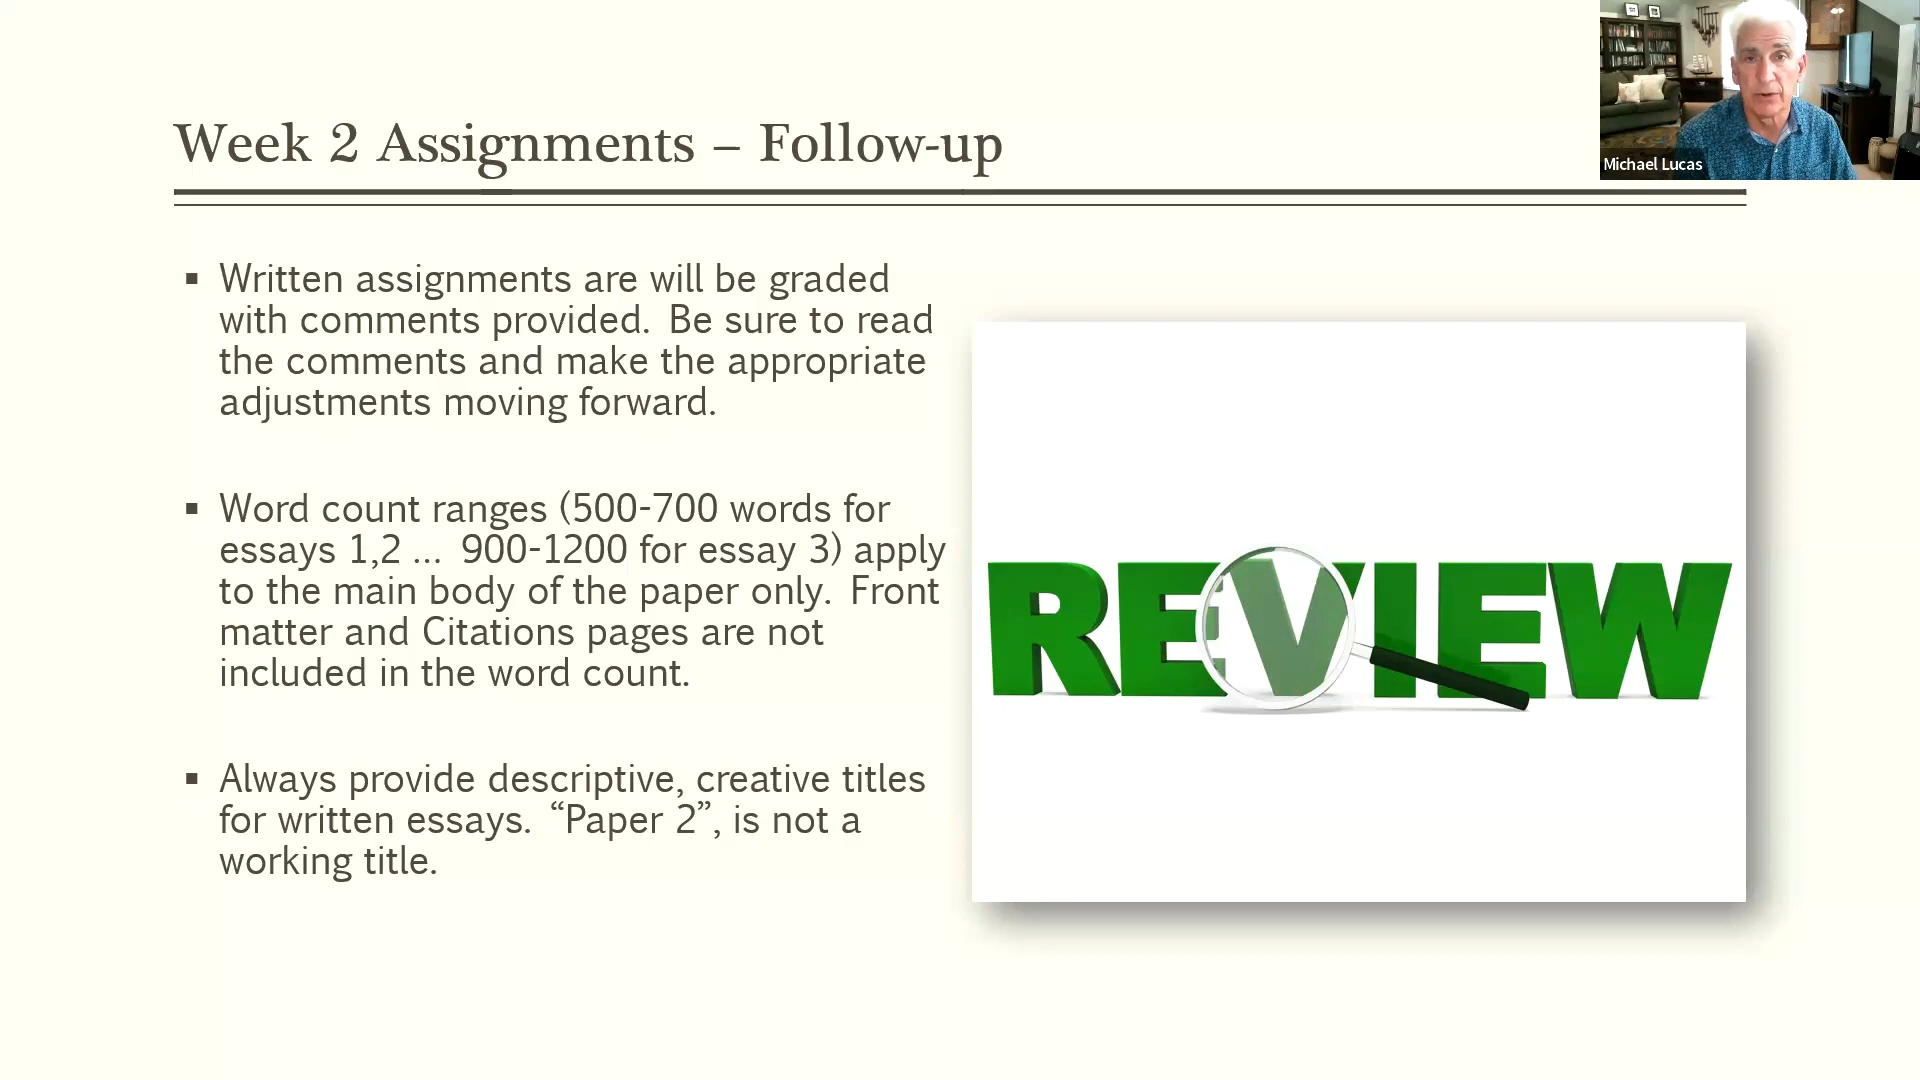 Week 2 Assignments – Follow-up
Michael Lucas
▪ Written assignments are will be graded
with comments provided.  Be sure to read
the comments and make the appropriate
adjustments moving forward.
▪ Word count ranges (500-700 words for
essays 1,2 …  900-1200 for essay 3) apply
to the main body of the paper only.  Front
matter and Citations pages are not
included in the word count.
▪ Always provide descriptive, creative titles
for written essays.  “Paper 2”, is not a
working title.
REVIEW